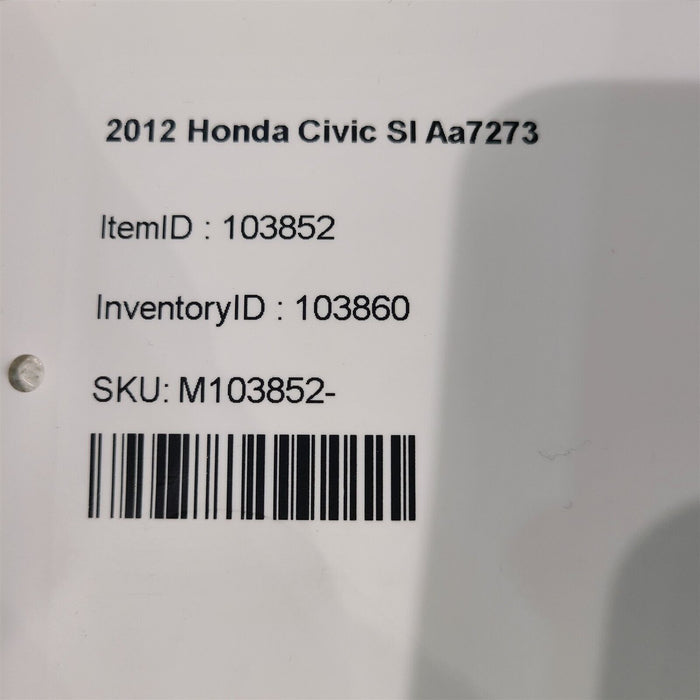 2012 Honda Civic SI Aa7273
ItemID : 103852
InventoryID : 103860
SKU: M103852-